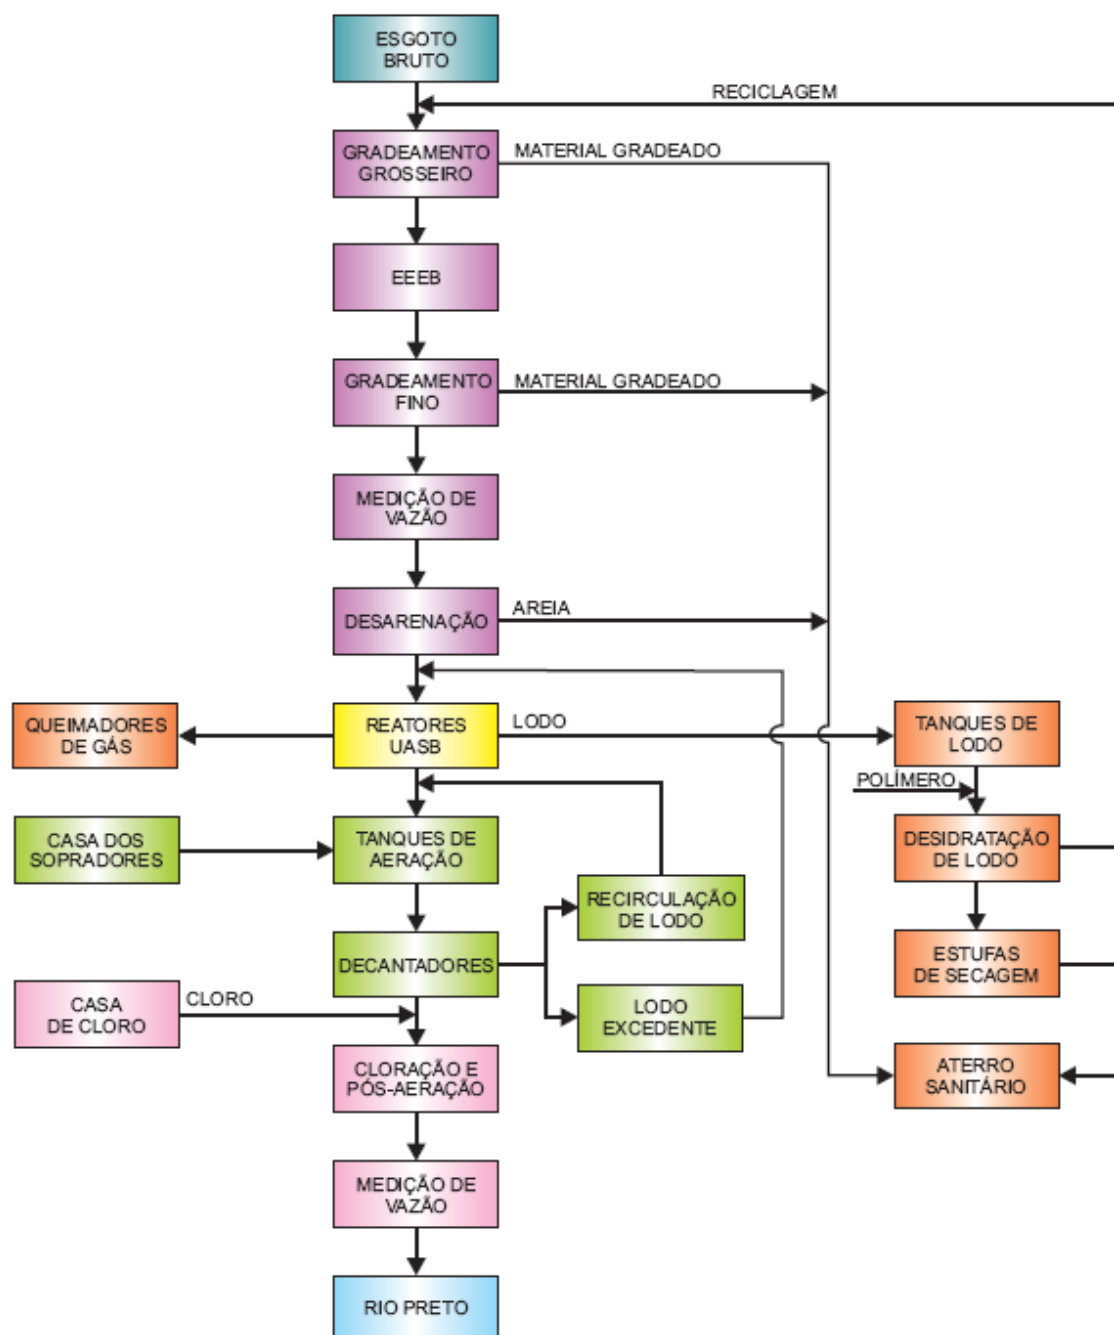 ESGOTO
BRUTO
RECICLAGEM
GRADEAMENTO
GROSSEIRO
MATERIAL GRADEADO
EEEB
GRADEAMENTO
FINO
MATERIAL GRADEADO
MEDIÇÃO DE
VAZÃO
DESARENAÇÃO
AREIA
QUEIMADORES
DE GÁS
REATORES
UASB
LODO
TANQUES DE
LODO
POLÍMERO
CASA DOS
SOPRADORES
TANQUES DE
AERAÇÃO
DESIDRATAÇÃO
DE LODO
RECIRCULAÇÃO
DE LODO
DECANTADORES
ESTUFAS
DE SECAGEM
CASA
DE CLORO
CLORO
LODO
EXCEDENTE
CLORAÇÃO E
PÓS-AERAÇÃO
ATERRO
SANITÁRIO
MEDIÇÃO DE
VAZÃO
RIO PRETO